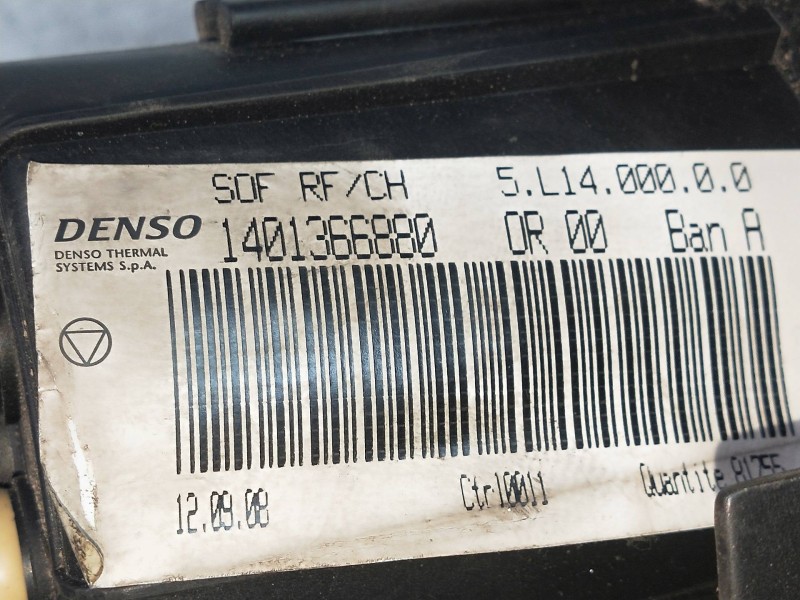 SOF RF/CH 5.L14.000.0.0
DENSO 1401366880 OR 00 Ban A
DENSO THERMAL
SYSTEMS S.p.A.
12.09.08 Ctr10011 Quantite